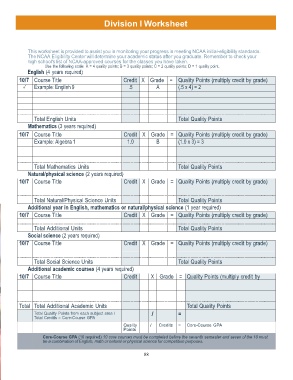 Division I Worksheet
This worksheet is provided to assist you in monitoring your progress in meeting NCAA initial-eligibility standards.
The NCAA Eligibility Center will determine your academic status after you graduate. Remember to check your
high school's list of NCAA-approved courses for the classes you have taken.
Use the following scale: A = 4 quality points; B = 3 quality points; C = 2 quality points; D = 1 quality point.
English (4 years required)
10/7 Course Title Credit X Grade = Quality Points (multiply credit by grade)
✓ Example: English 9 .5 A (.5 x 4) = 2
Total English Units Total Quality Points
Mathematics (3 years required)
10/7 Course Title Credit X Grade = Quality Points (multiply credit by grade)
Example: Algebra 1 1.0 B (1.0 x 3) = 3
Total Mathematics Units Total Quality Points
Natural/physical science (2 years required)
10/7 Course Title Credit X Grade = Quality Points (multiply credit by grade)
Total Natural/Physical Science Units Total Quality Points
Additional year in English, mathematics or natural/physical science (1 year required)
10/7 Course Title Credit X Grade = Quality Points (multiply credit by grade)
Total Additional Units Total Quality Points
Social science (2 years required)
10/7 Course Title Credit X Grade = Quality Points (multiply credit by grade)
Total Social Science Units Total Quality Points
Additional academic courses (4 years required)
10/7 Course Title Credit X Grade = Quality Points (multiply credit by
Total Total Additional Academic Units Total Quality Points
Total Quality Points from each subject area / / =
Total Credits = Core-Course GPA
Quality / Credits = Core-Course GPA
Points
Core-Course GPA (16 required) 10 core courses must be completed before the seventh semester and seven of the 10 must
be a combination of English, math or natural or physical science for competition purposes.